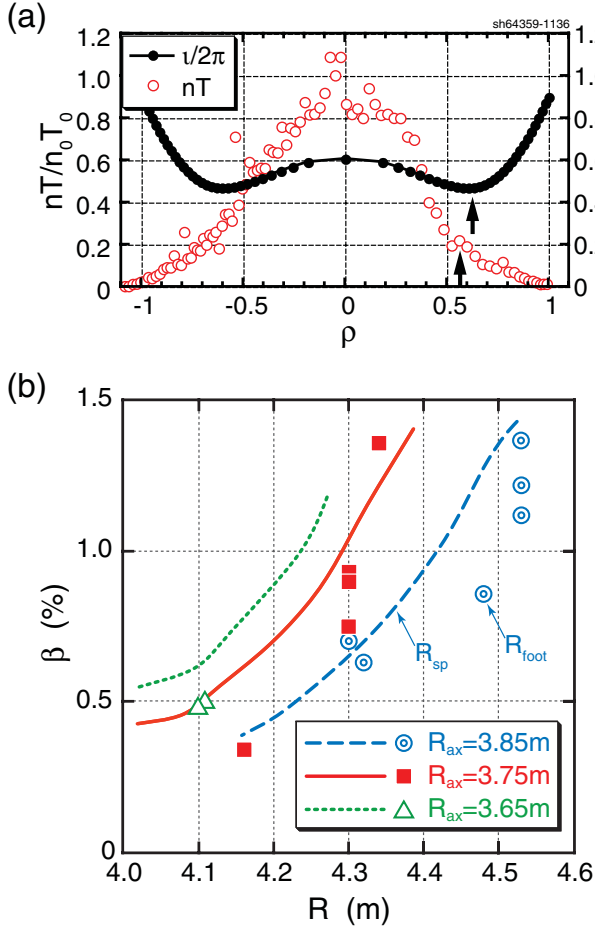 (a)
sh64359-1136
ι/2π
nT
nT/n0T0
1.2
1.0
0.8
0.6
0.4
0.2
0
1.
0.
0.
0.
0.
0
-1
-0.5
0
0.5
1
ρ
(b)
β (%)
1.5
1.0
0.5
0
Rsp
Rfoot
Rax=3.85m
Rax=3.75m
Rax=3.65m
4.0 4.1 4.2 4.3 4.4 4.5 4.6
R (m)